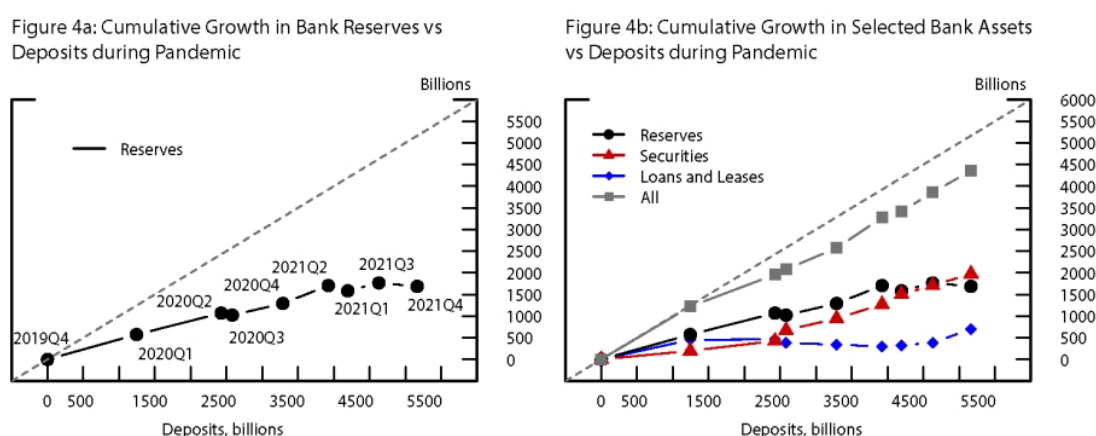 Figure 4a: Cumulative Growth in Bank Reserves vs
Deposits during Pandemic
Billions
Reserves
5500
5000
4500
4000
3500
3000
2500
2000
1500
1000
500
0
2019Q4
2020Q1
2020Q2
2020Q3
2020Q4
2021Q2
2021Q1
2021Q3
2021Q4
0 500 1500 2500 3500 4500 5500
Deposits, billions
Figure 4b: Cumulative Growth in Selected Bank Assets
vs Deposits during Pandemic
Billions
Reserves
Securities
Loans and Leases
All
6000
5500
5000
4500
4000
3500
3000
2500
2000
1500
1000
500
0
0 500 1500 2500 3500 4500 5500
Deposits, billions